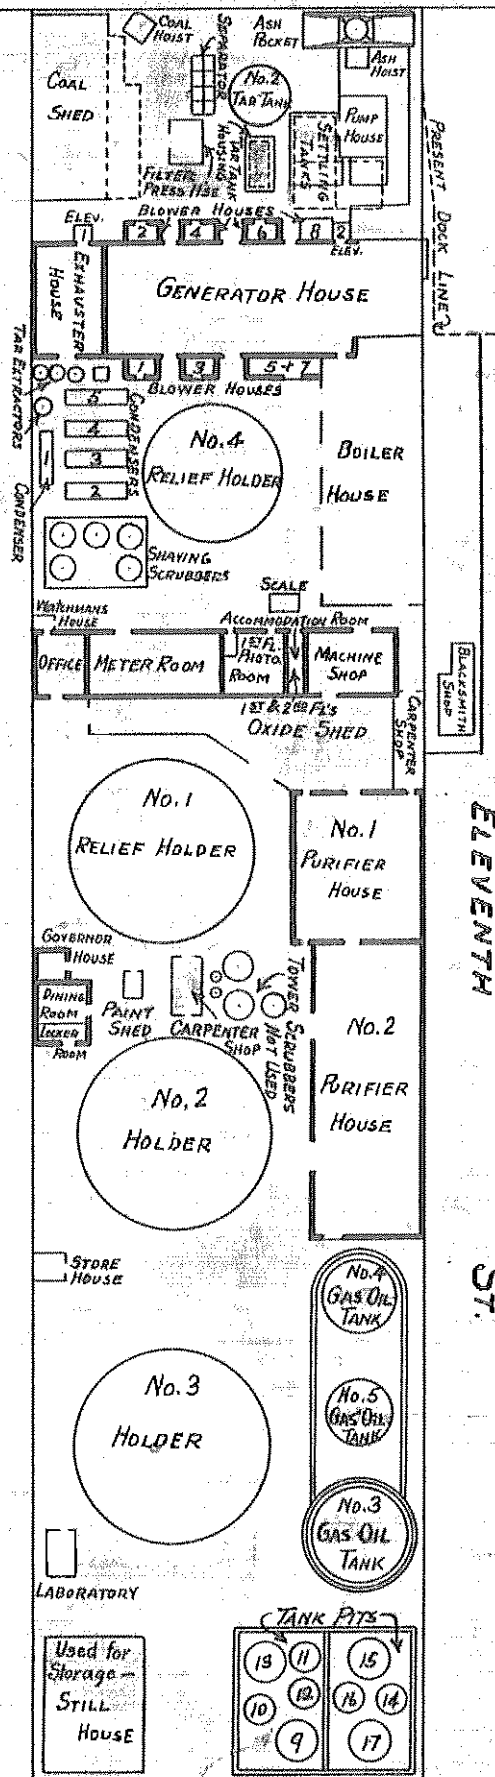 COAL
HOIST
SEPARATOR
ASH
POCKET
COAL
SHED
No.2
TAR TANK
ASH
HOIST
PUMP
HOUSE
SETTLING
TANKS
TAR TANK
HOUSING
FILTER
PRESS HSE
PRESENT DOCK LINE
BLOWER HOUSES
ELEV.
2
4
6
8
2
ELEV.
EXHAUSTER
HOUSE
GENERATOR HOUSE
1
3
5+7
BLOWER HOUSES
TAR EXTRACTORS
CONDENSER
CONDENSERS
5
4
3
2
1
No.4
RELIEF HOLDER
BOILER
HOUSE
SHAVING
SCRUBBERS
SCALE
WATCHMANS
HOUSE
ACCOMMODATION ROOM
OFFICE
METER ROOM
1ST FL.
PHOTO
ROOM
MACHINE
SHOP
1ST & 2ND FL'S
OXIDE SHED
CARPENTER
SHOP
BLACKSMITH
SHOP
No.1
RELIEF HOLDER
No.1
PURIFIER
HOUSE
ELEVENTH ST.
GOVERNOR
HOUSE
DINING
ROOM
LOCKER
ROOM
PAINT
SHED
CARPENTER
SHOP
TOWER SCRUBBERS
NOT USED
No.2
PURIFIER
HOUSE
No.2
HOLDER
STORE
HOUSE
No.4
GAS OIL
TANK
No.5
GAS OIL
TANK
No.3
HOLDER
No.3
GAS OIL
TANK
LABORATORY
TANK PITS
Used for
Storage -
STILL
HOUSE
13
11
10
12
9
15
16
14
17